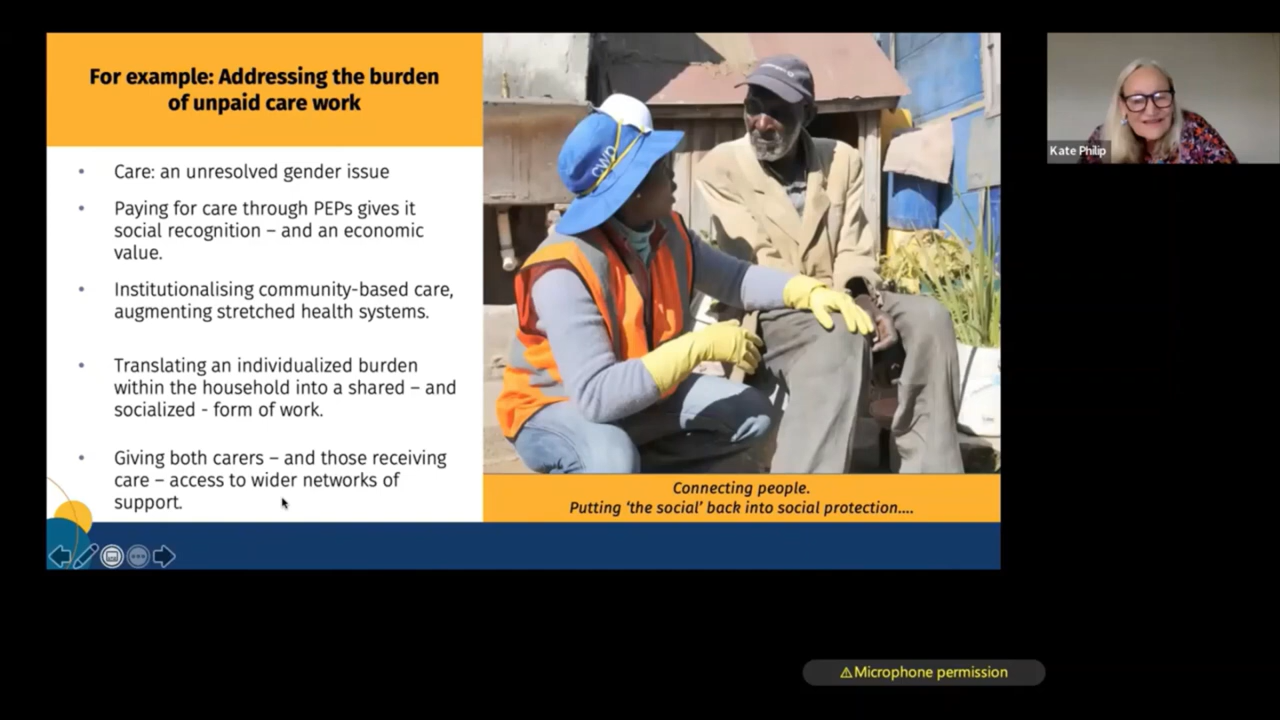 For example: Addressing the burden
of unpaid care work
• Care: an unresolved gender issue
• Paying for care through PEPs gives it
social recognition – and an economic
value.
• Institutionalising community-based care,
augmenting stretched health systems.
• Translating an individualized burden
within the household into a shared – and
socialized - form of work.
• Giving both carers – and those receiving
care – access to wider networks of
support.
CWP
Connecting people.
Putting ‘the social’ back into social protection....
Kate Philip
⚠Microphone permission